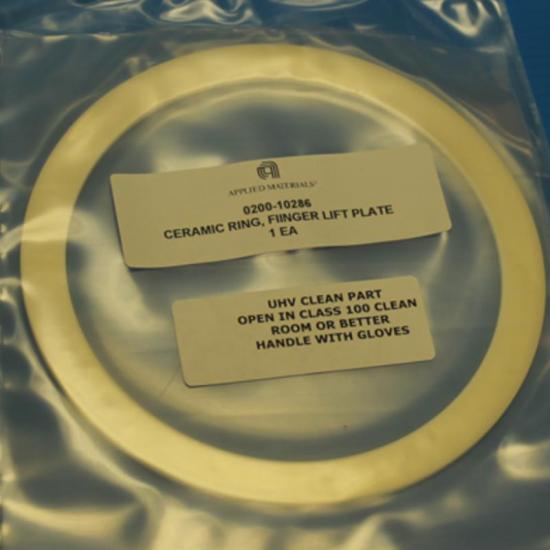 APPLIED MATERIALS®
0200-10286
CERAMIC RING, FIINGER LIFT PLATE
1 EA
UHV CLEAN PART
OPEN IN CLASS 100 CLEAN
ROOM OR BETTER
HANDLE WITH GLOVES